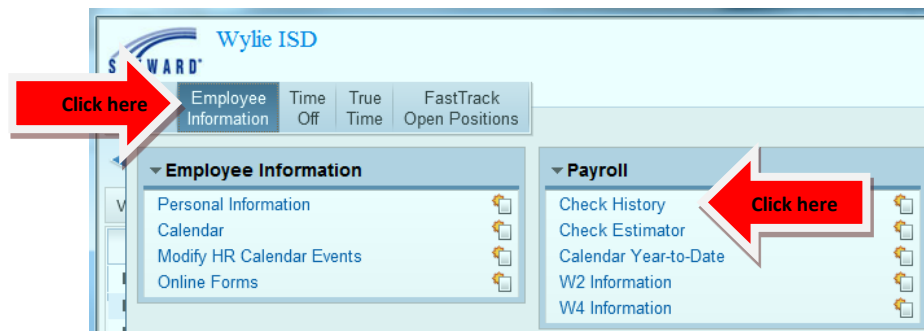 Wylie ISD
WARD
Click here
Employee Information
Time Off
True Time
FastTrack Open Positions
Employee Information
Personal Information
Calendar
Modify HR Calendar Events
Online Forms
Payroll
Check History
Click here
Check Estimator
Calendar Year-to-Date
W2 Information
W4 Information